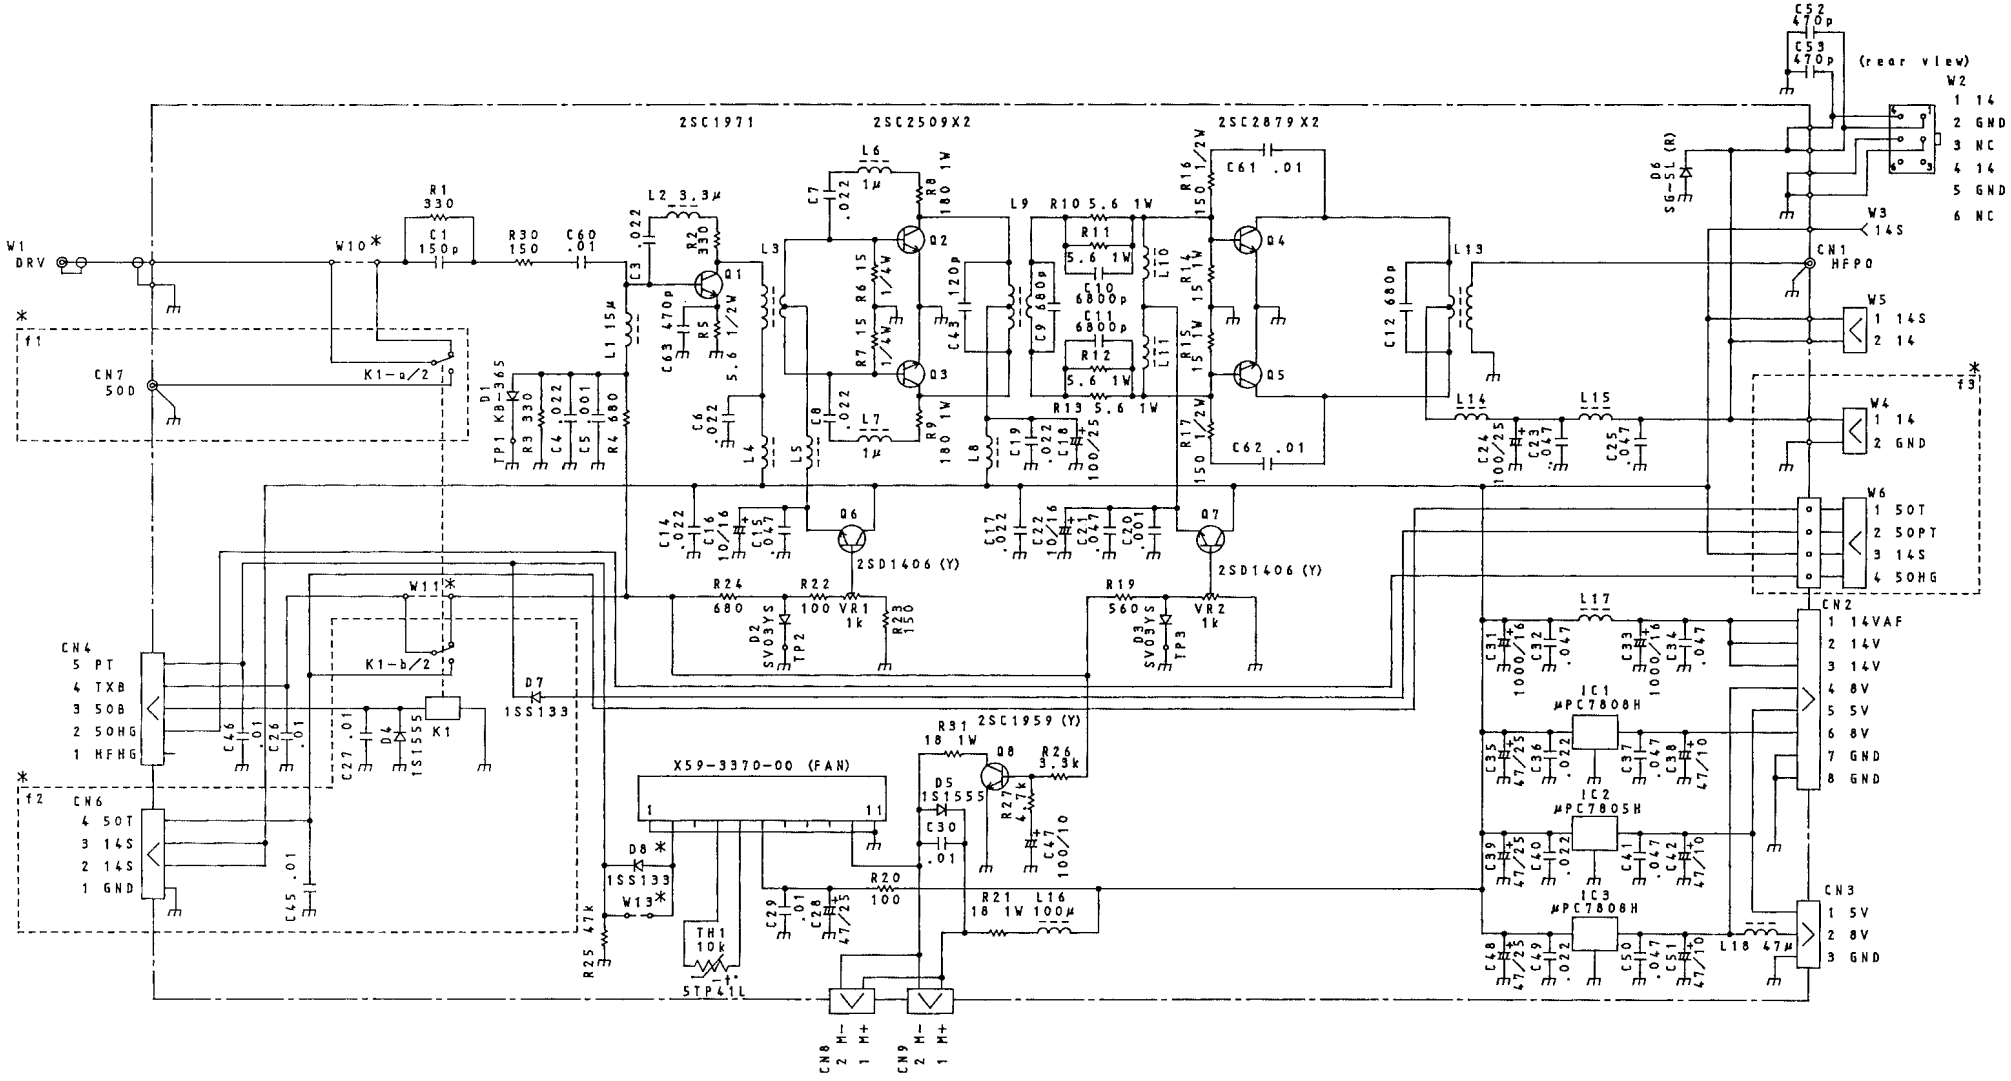 C52
470p
C53
470p
(rear view)
W2
1 14
2 GND
3 NC
4 14
5 GND
6 NC
4
1
6
3
D6
SG-5L (R)
W3
14S
CN1
HFPO
W5
1 14S
2 14
*
f3
W4
1 14
2 GND
W6
1 50T
2 50PT
3 14S
4 50HG
2SC1971
2SC2509X2
2SC2879X2
W1
DRV
W10 *
R1
330
C1
150p
R30
150
C60
.01
L2 3.3μ
C3 .022
R2
330
Q1
C63 470p
R5
5.6 1/2W
L1 15μ
L3
L6
1μ
C7
.022
R8
180 1W
Q2
R6 15
1/4W
R7 15
1/4W
Q3
C8
.022
L7
1μ
R9
180 1W
C43 120p
L9
C9 6800p
R10 5.6 1W
R11
5.6 1W
C10
6800p
C11
6800p
R12
5.6 1W
R13 5.6 1W
L10
L11
R16
150 1/2W
C61 .01
R14
15 1W
R15
15 1W
Q4
Q5
R17
150 1/2W
C62 .01
C12 680p
L13
L14
L15
C24
100/25
C23
.047
C25
.047
*
f1
CN7
50D
K1-a/2
D1
KB-365
TP1
R3 330
C4 .022
C5 .001
R4 680
C6
.022
L4
L5
L8
C19
.022
C18
100/25
C14
.022
C16
10/16
C15
.047
Q6
2SD1406 (Y)
C17
.022
C22
10/16
C21
.047
C20
.001
Q7
2SD1406 (Y)
W11 *
R24
680
R22
100
VR1
1k
R23
150
D2
SV03YS
TP2
R19
560
VR2
1k
D3
SV03YS
TP3
CN4
5 PT
4 TXB
3 50B
2 50HG
1 HFHG
K1-b/2
K1
C46
.01
C26
.01
C27 .01
D4
1S1555
D7
1SS133
*
f2
CN6
4 50T
3 14S
2 14S
1 GND
C45 .01
X59-3370-00 (FAN)
1
11
D8 *
1SS133
W13 *
R25 47k
TH1
10k
-t°
5TP41L
C29
.01
C28
47/25
R20
100
R31
18 1W
2SC1959 (Y)
Q8
R26
3.3k
D5
1S1555
C30
.01
R27
4.7k
C47
100/10
R21
18 1W
L16
100μ
CN8
2 M-
1 M+
CN9
2 M-
1 M+
L17
C31
1000/16
C32
.047
C33
1000/16
C34
.047
IC1
μPC7808H
C35
47/25
C36
.022
C37
.047
C38
47/10
IC2
μPC7805H
C39
47/25
C40
.022
C41
.047
C42
47/10
IC3
μPC7808H
C48
47/25
C49
.022
C50
.047
C51
47/10
L18 47μ
CN2
1 14VAF
2 14V
3 14V
4 8V
5 5V
6 8V
7 GND
8 GND
CN3
1 5V
2 8V
3 GND